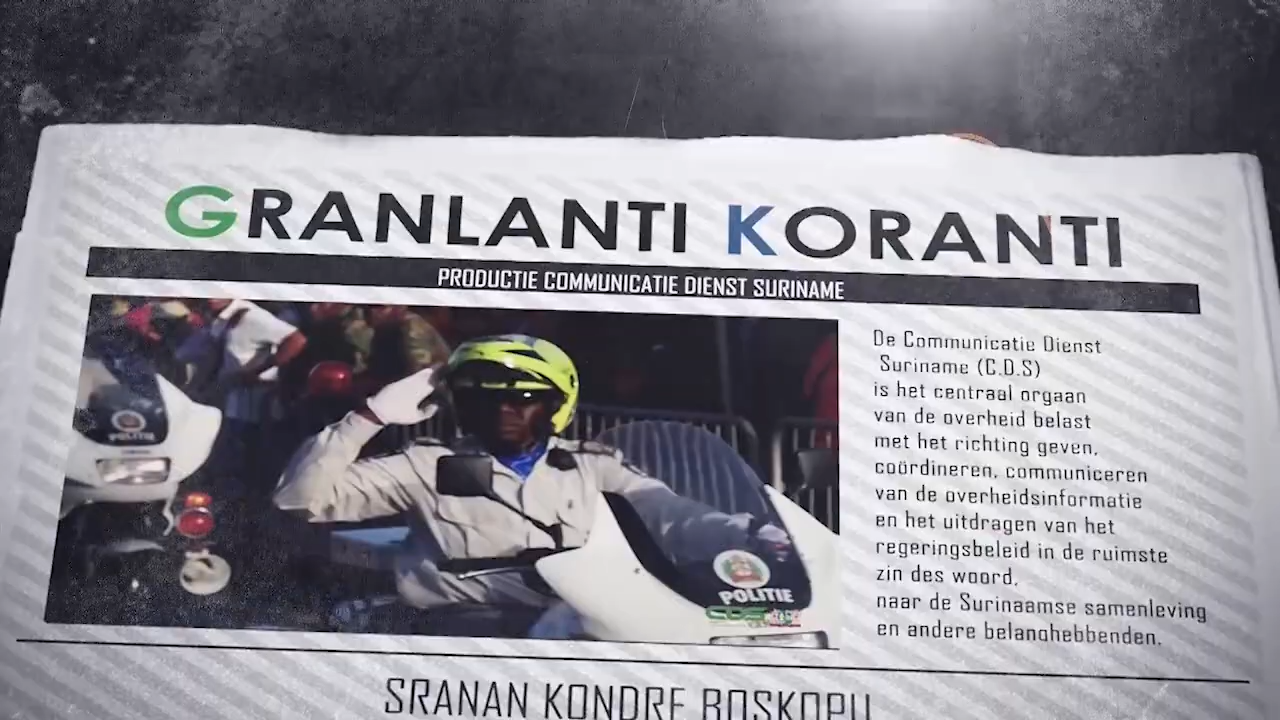 GRANLANTI KORANTI
PRODUCTIE COMMUNICATIE DIENST SURINAME
De Communicatie Dienst
Suriname (C.D.S)
is het centraal orgaan
van de overheid belast
met het richting geven,
coördineren, communiceren
van de overheidsinformatie
en het uitdragen van het
regeringsbeleid in de ruimste
zin des woord,
naar de Surinaamse samenleving
en andere belanghebbenden.
POLITIE
POLITIE
CDS
SRANAN KONDRE BOSKOPU